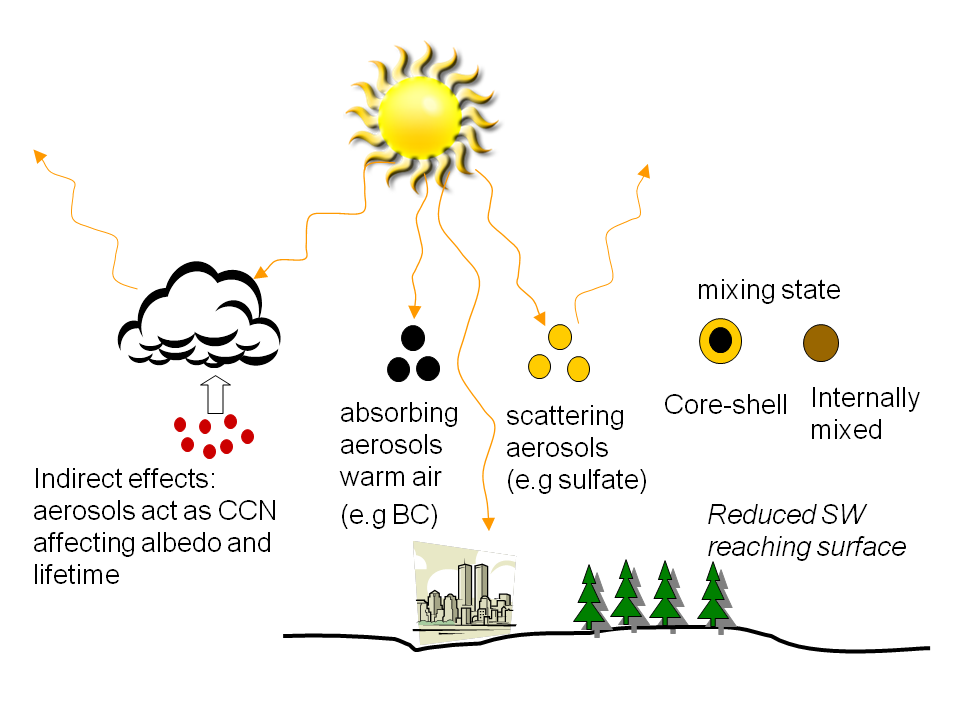 mixing state
Core-shell
Internally
mixed
absorbing
aerosols
warm air
(e.g BC)
scattering
aerosols
(e.g sulfate)
Indirect effects:
aerosols act as CCN
affecting albedo and
lifetime
Reduced SW
reaching surface